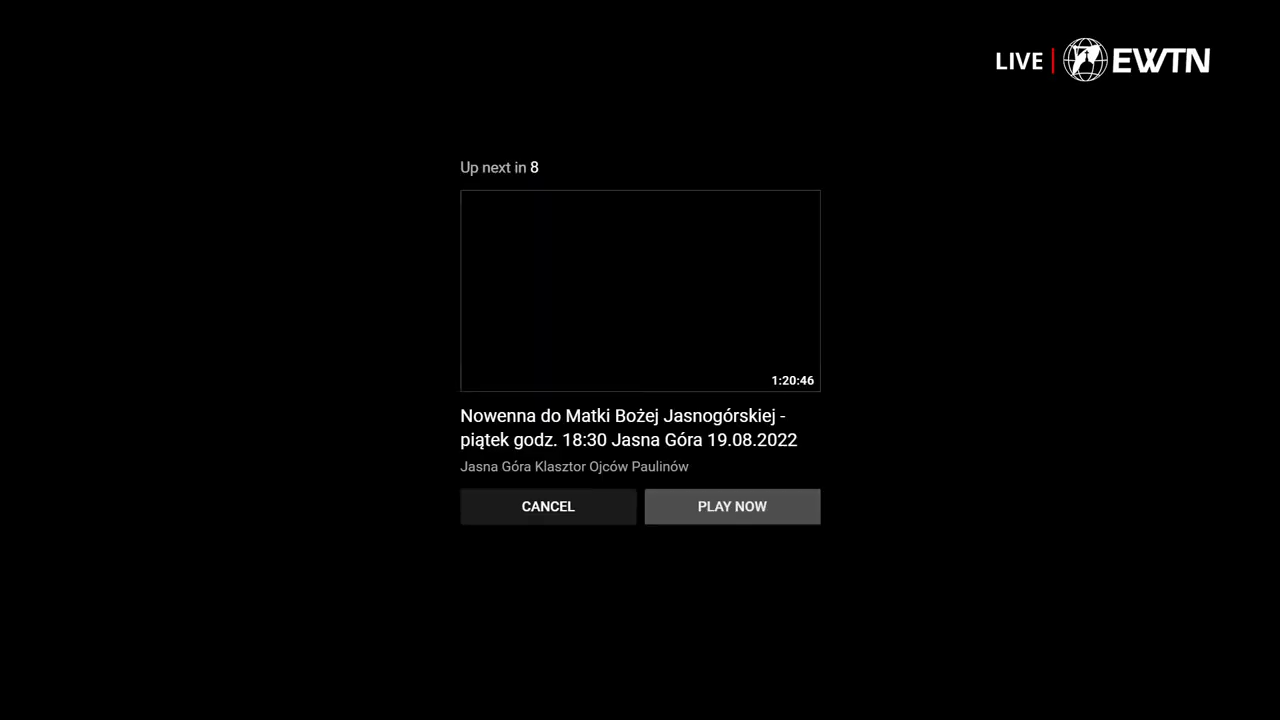 LIVE | EWTN
Up next in 8
1:20:46
Nowenna do Matki Bożej Jasnogórskiej -
piątek godz. 18:30 Jasna Góra 19.08.2022
Jasna Góra Klasztor Ojców Paulinów
CANCEL
PLAY NOW